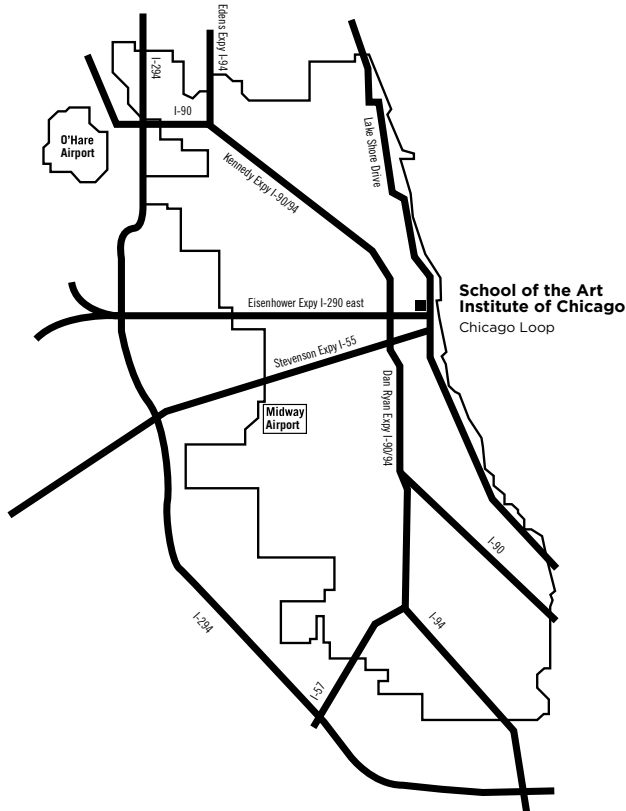 Edens Expy I-94
I-294
I-90
O'Hare
Airport
Lake Shore Drive
Kennedy Expy I-90/94
School of the Art
Institute of Chicago
Chicago Loop
Eisenhower Expy I-290 east
Stevenson Expy I-55
Dan Ryan Expy I-90/94
Midway
Airport
I-90
I-294
I-94
I-57